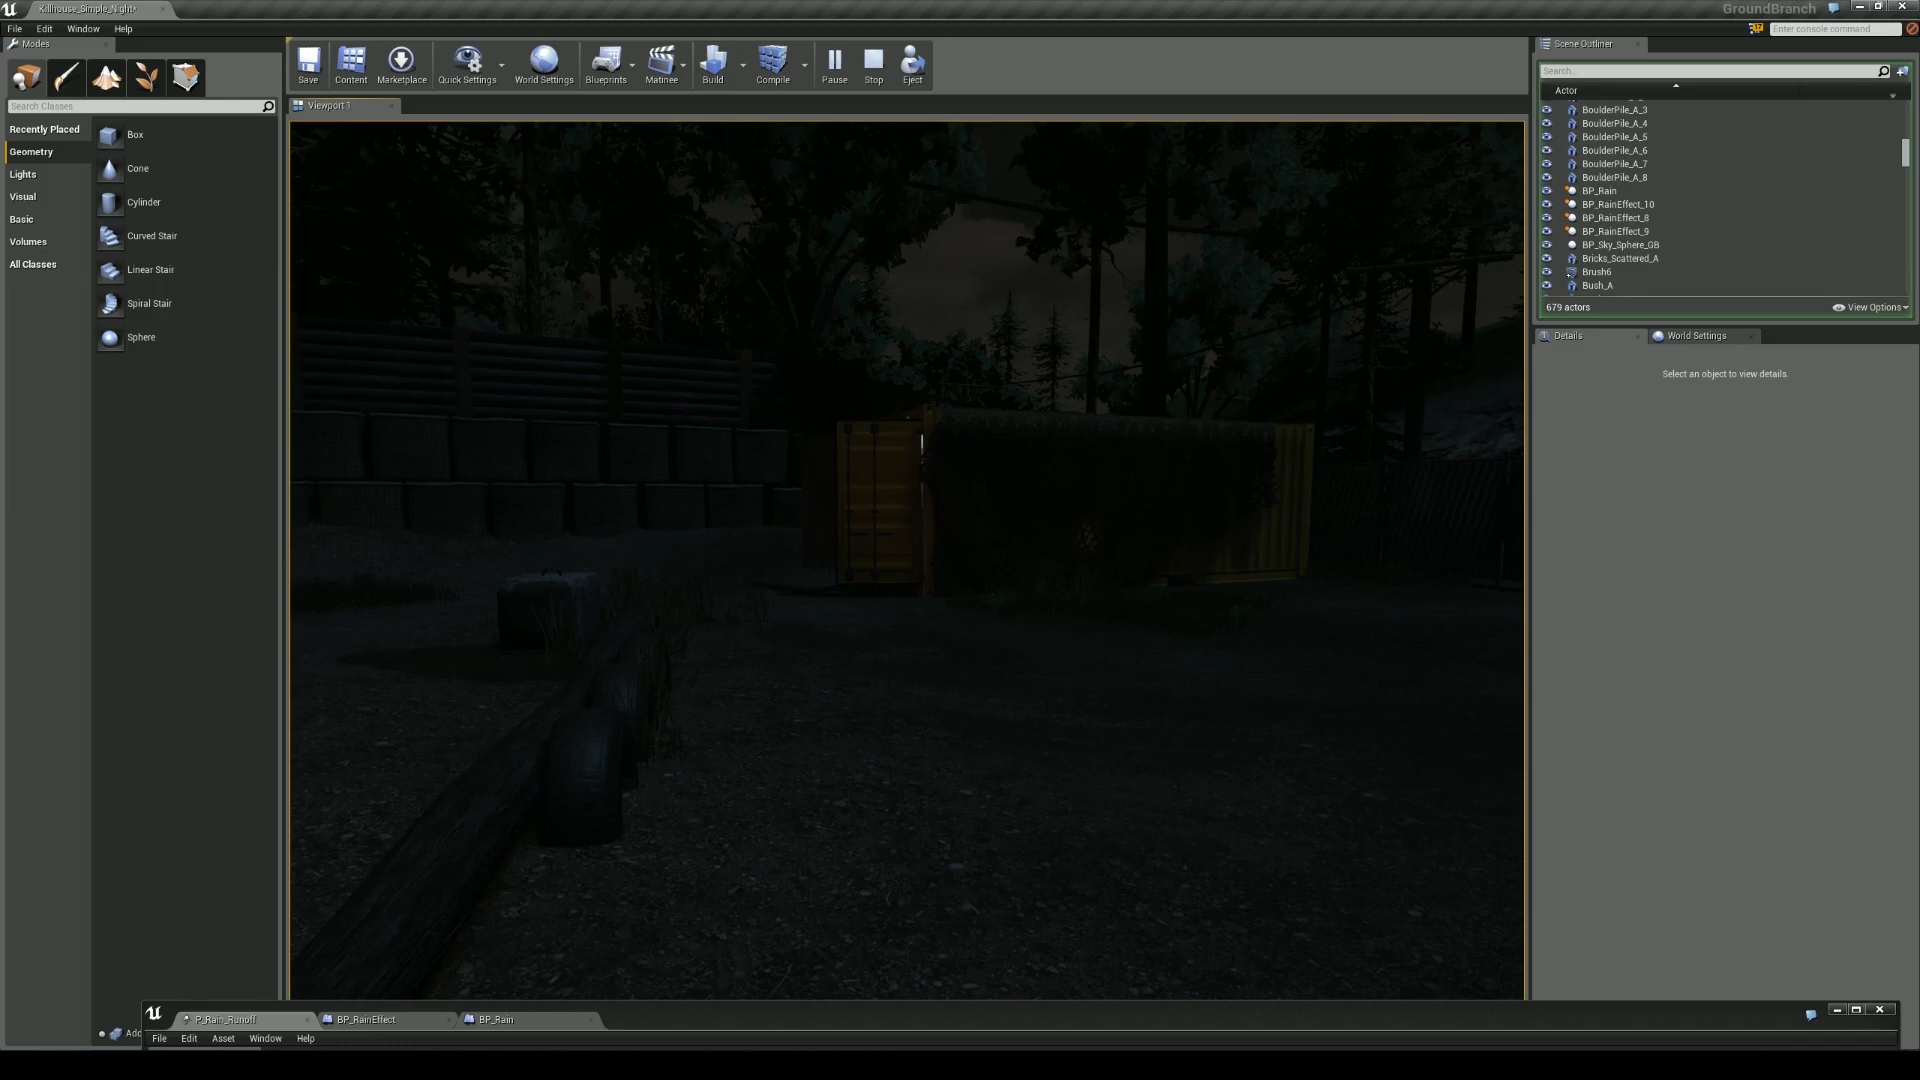 Killhouse_Simple_Night*
GroundBranch
File Edit Window Help
Enter console command
Modes
Search Classes
Recently Placed
Geometry
Lights
Visual
Basic
Volumes
All Classes
Box
Cone
Cylinder
Curved Stair
Linear Stair
Spiral Stair
Sphere
Save Content Marketplace Quick Settings World Settings Blueprints Matinee Build Compile Pause Stop Eject
Viewport 1
Scene Outliner
Search...
Actor
BoulderPile_A_3
BoulderPile_A_4
BoulderPile_A_5
BoulderPile_A_6
BoulderPile_A_7
BoulderPile_A_8
BP_Rain
BP_RainEffect_10
BP_RainEffect_8
BP_RainEffect_9
BP_Sky_Sphere_GB
Bricks_Scattered_A
Brush6
Bush_A
679 actors View Options
Details World Settings
Select an object to view details.
Add
P_Rain_Runoff BP_RainEffect BP_Rain
File Edit Asset Window Help